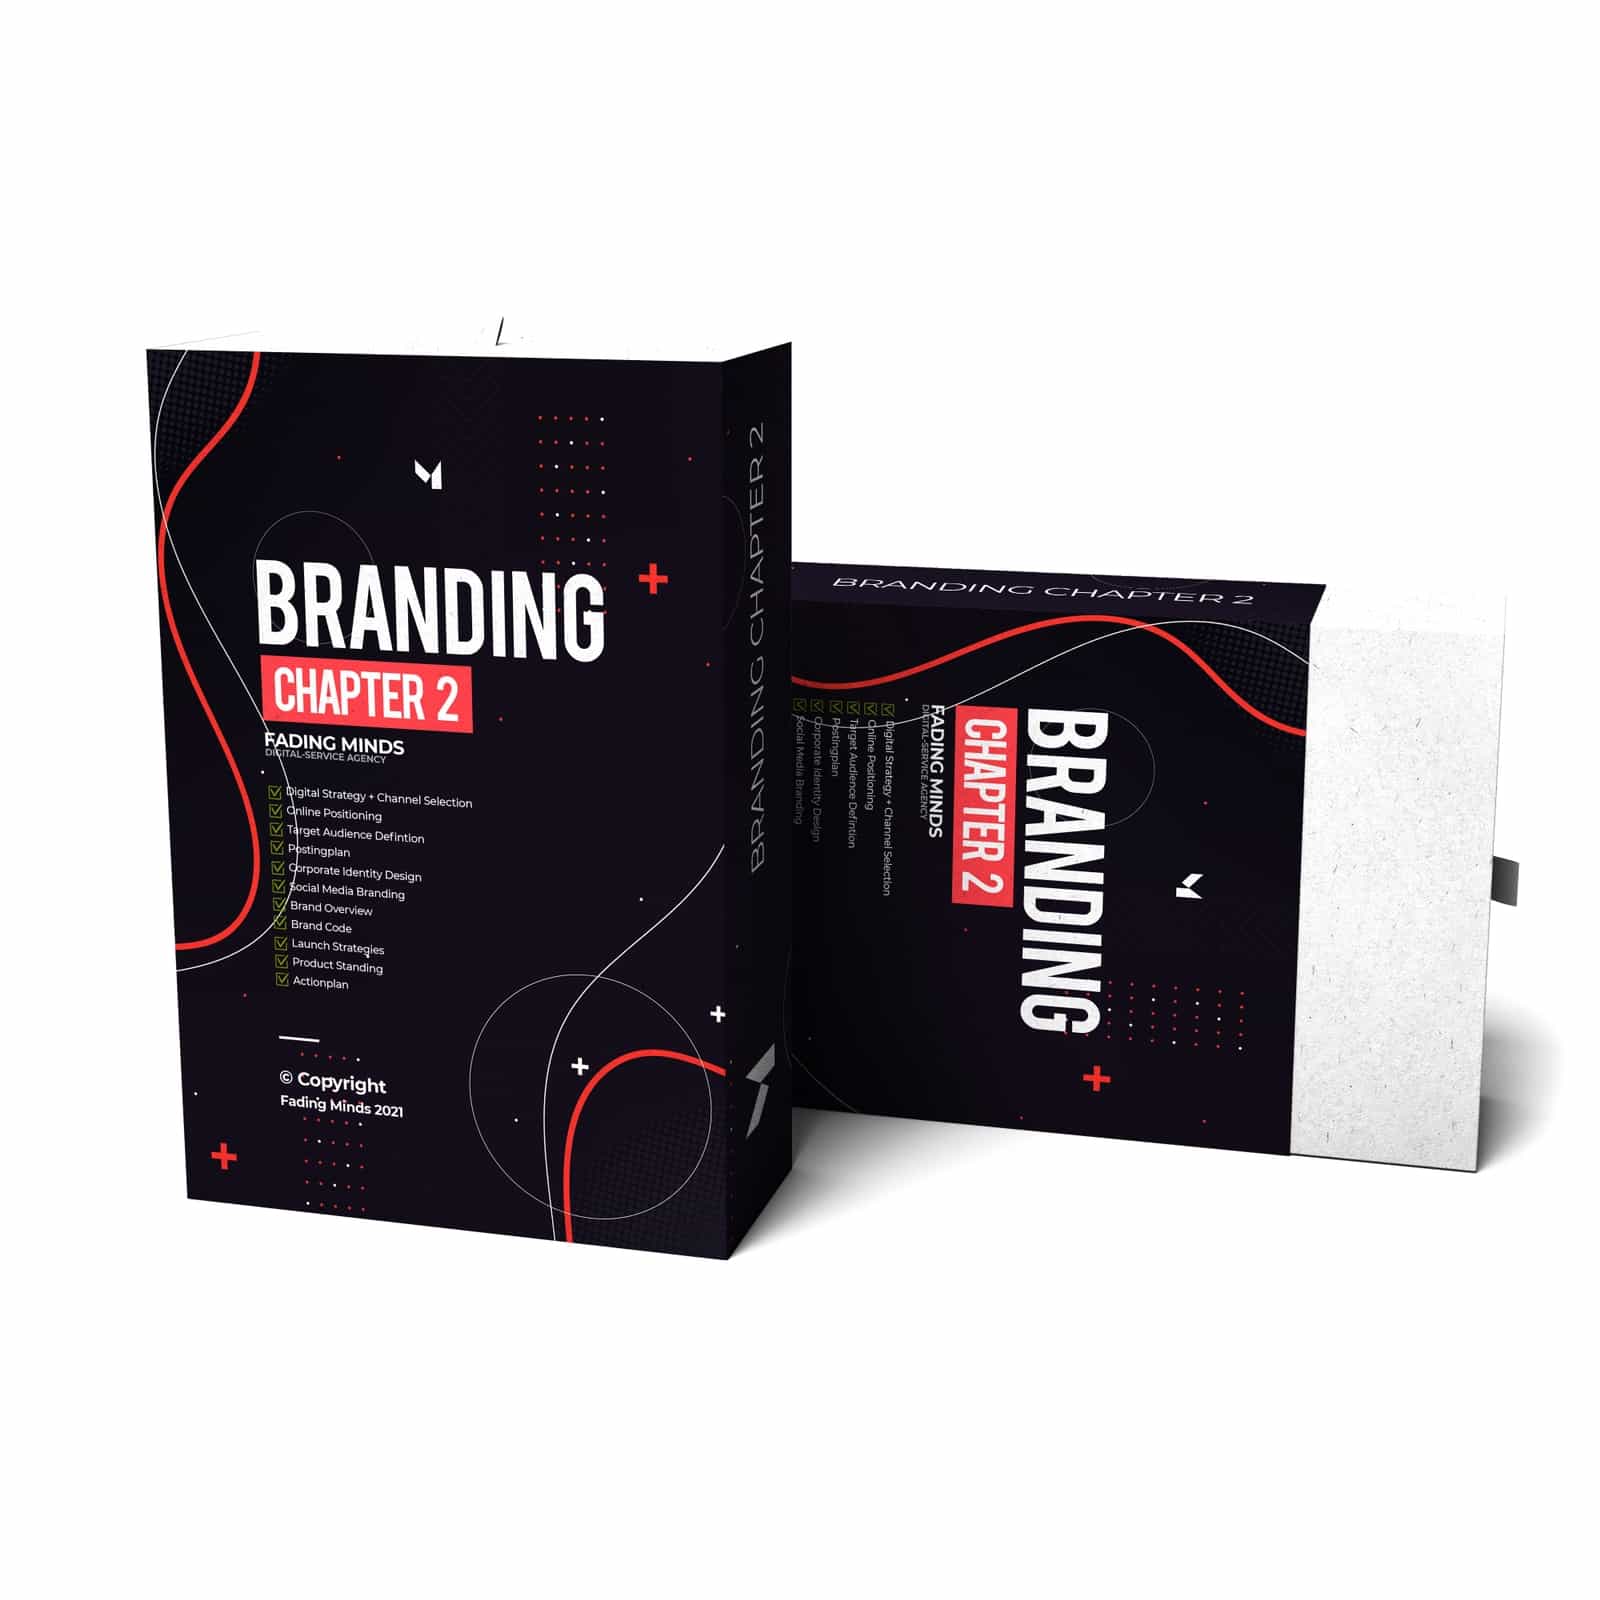 BRANDING
CHAPTER 2
FADING MINDS
DIGITAL-SERVICE AGENCY
Digital Strategy + Channel Selection
Online Positioning
Target Audience Defintion
Postingplan
Corporate Identity Design
Social Media Branding
Brand Overview
Brand Code
Launch Strategies
Product Standing
Actionplan
© Copyright
Fading Minds 2021
BRANDING CHAPTER 2
BRANDING CHAPTER 2
BRANDING
CHAPTER 2
FADING MINDS
DIGITAL-SERVICE AGENCY
Digital Strategy + Channel Selection
Online Positioning
Target Audience Defintion
Postingplan
Corporate Identity Design
Social Media Branding